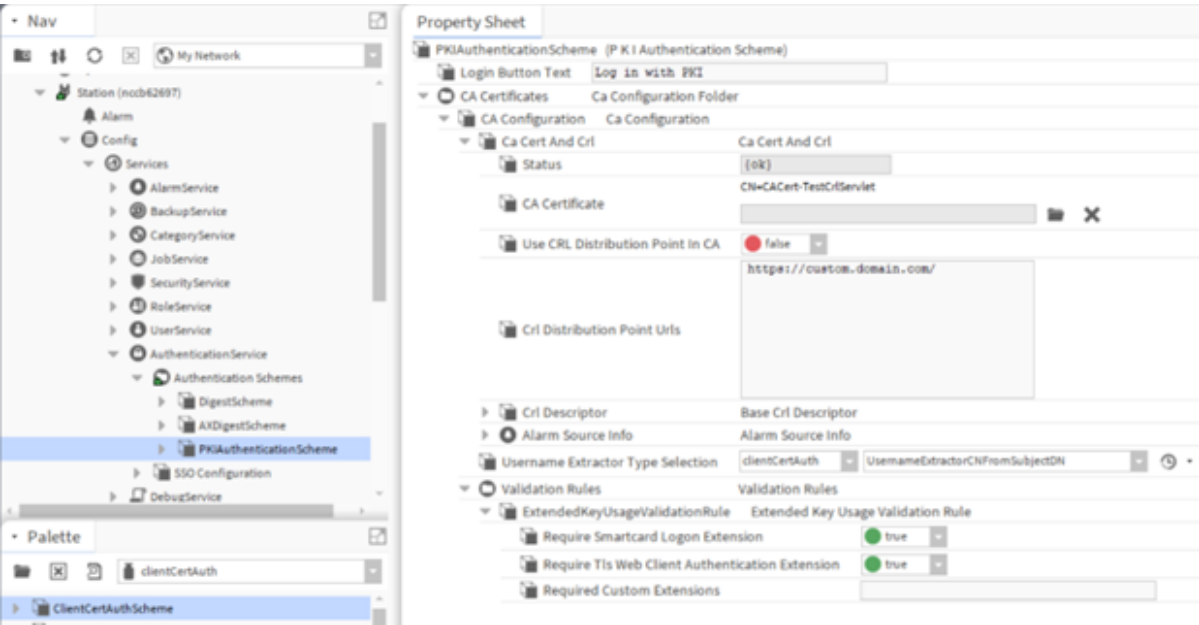 Nav
My Network
Station (nccb62697)
Alarm
Config
Services
AlarmService
BackupService
CategoryService
JobService
SecurityService
RoleService
UserService
AuthenticationService
Authentication Schemes
DigestScheme
AXDigestScheme
PKIAuthenticationScheme
SSO Configuration
DebugService
Palette
clientCertAuth
ClientCertAuthScheme
Property Sheet
PKIAuthenticationScheme (P K I Authentication Scheme)
Login Button Text Log in with PKI
CA Certificates Ca Configuration Folder
CA Configuration Ca Configuration
Ca Cert And Crl Ca Cert And Crl
Status {ok}
CN=CACert-TestCrlServlet
CA Certificate
Use CRL Distribution Point In CA false
https://custom.domain.com/
Crl Distribution Point Urls
Crl Descriptor Base Crl Descriptor
Alarm Source Info Alarm Source Info
Username Extractor Type Selection clientCertAuth UsernameExtractorCNFromSubjectDN
Validation Rules Validation Rules
ExtendedKeyUsageValidationRule Extended Key Usage Validation Rule
Require Smartcard Logon Extension true
Require Tls Web Client Authentication Extension true
Required Custom Extensions